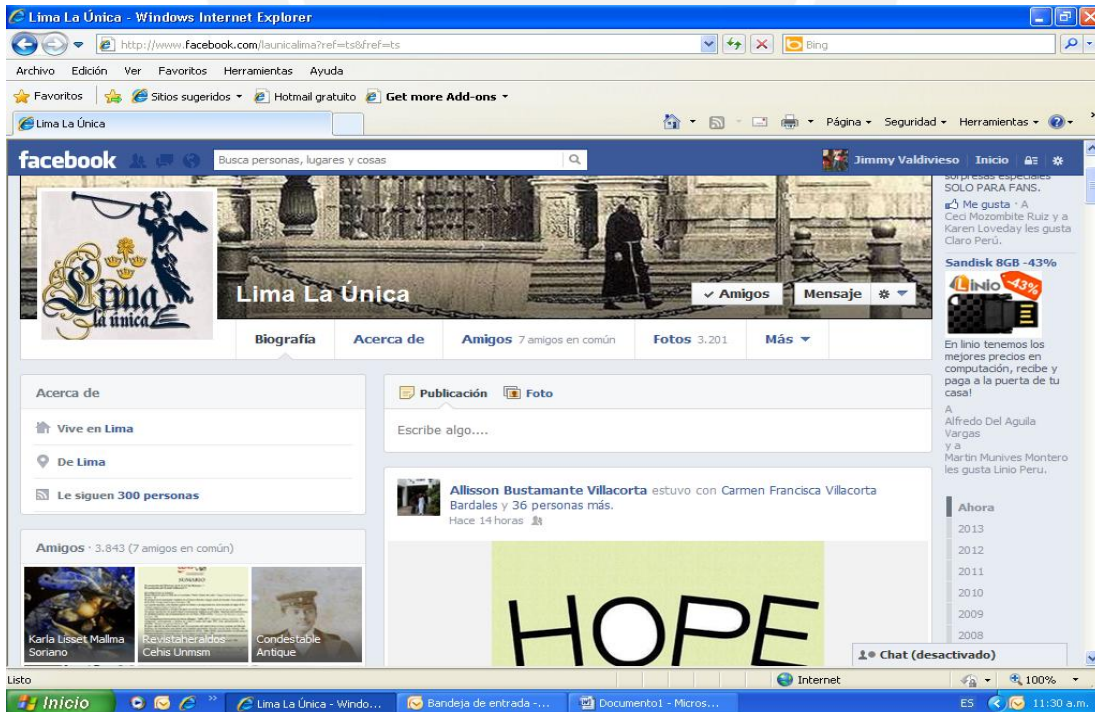 Lima La Única - Windows Internet Explorer
http://www.facebook.com/launicalima?ref=ts&fref=ts
Bing
Archivo Edición Ver Favoritos Herramientas Ayuda
Favoritos Sitios sugeridos Hotmail gratuito Get more Add-ons
Lima La Única
Página Seguridad Herramientas
facebook
Busca personas, lugares y cosas
Jimmy Valdivieso Inicio
sorpresas especiales
SOLO PARA FANS.
Me gusta · A
Ceci Mozombite Ruiz y a
Karen Loveday les gusta
Claro Perú.
Sandisk 8GB -43%
Linio -43%
En linio tenemos los
mejores precios en
computación, recibe y
paga a la puerta de tu
casa!
A
Alfredo Del Aguila
Vargas
y a
Martin Munives Montero
les gusta Linio Peru.
Lima
la única
Lima La Única
Amigos Mensaje
Biografía Acerca de Amigos 7 amigos en común Fotos 3.201 Más
Acerca de
Vive en Lima
De Lima
Le siguen 300 personas
Publicación Foto
Escribe algo....
Allisson Bustamante Villacorta estuvo con Carmen Francisca Villacorta
Bardales y 36 personas más.
Hace 14 horas
HOPE
Amigos · 3.843 (7 amigos en común)
SUMARIO
Karla Lisset Mallma
Soriano
Revistaheraldos
Cehis Unmsm
Condestable
Antique
Ahora
2013
2012
2011
2010
2009
2008
Chat (desactivado)
Listo Internet 100%
Inicio Lima La Única - Windo... Bandeja de entrada -... Documento1 - Micros... ES 11:30 a.m.